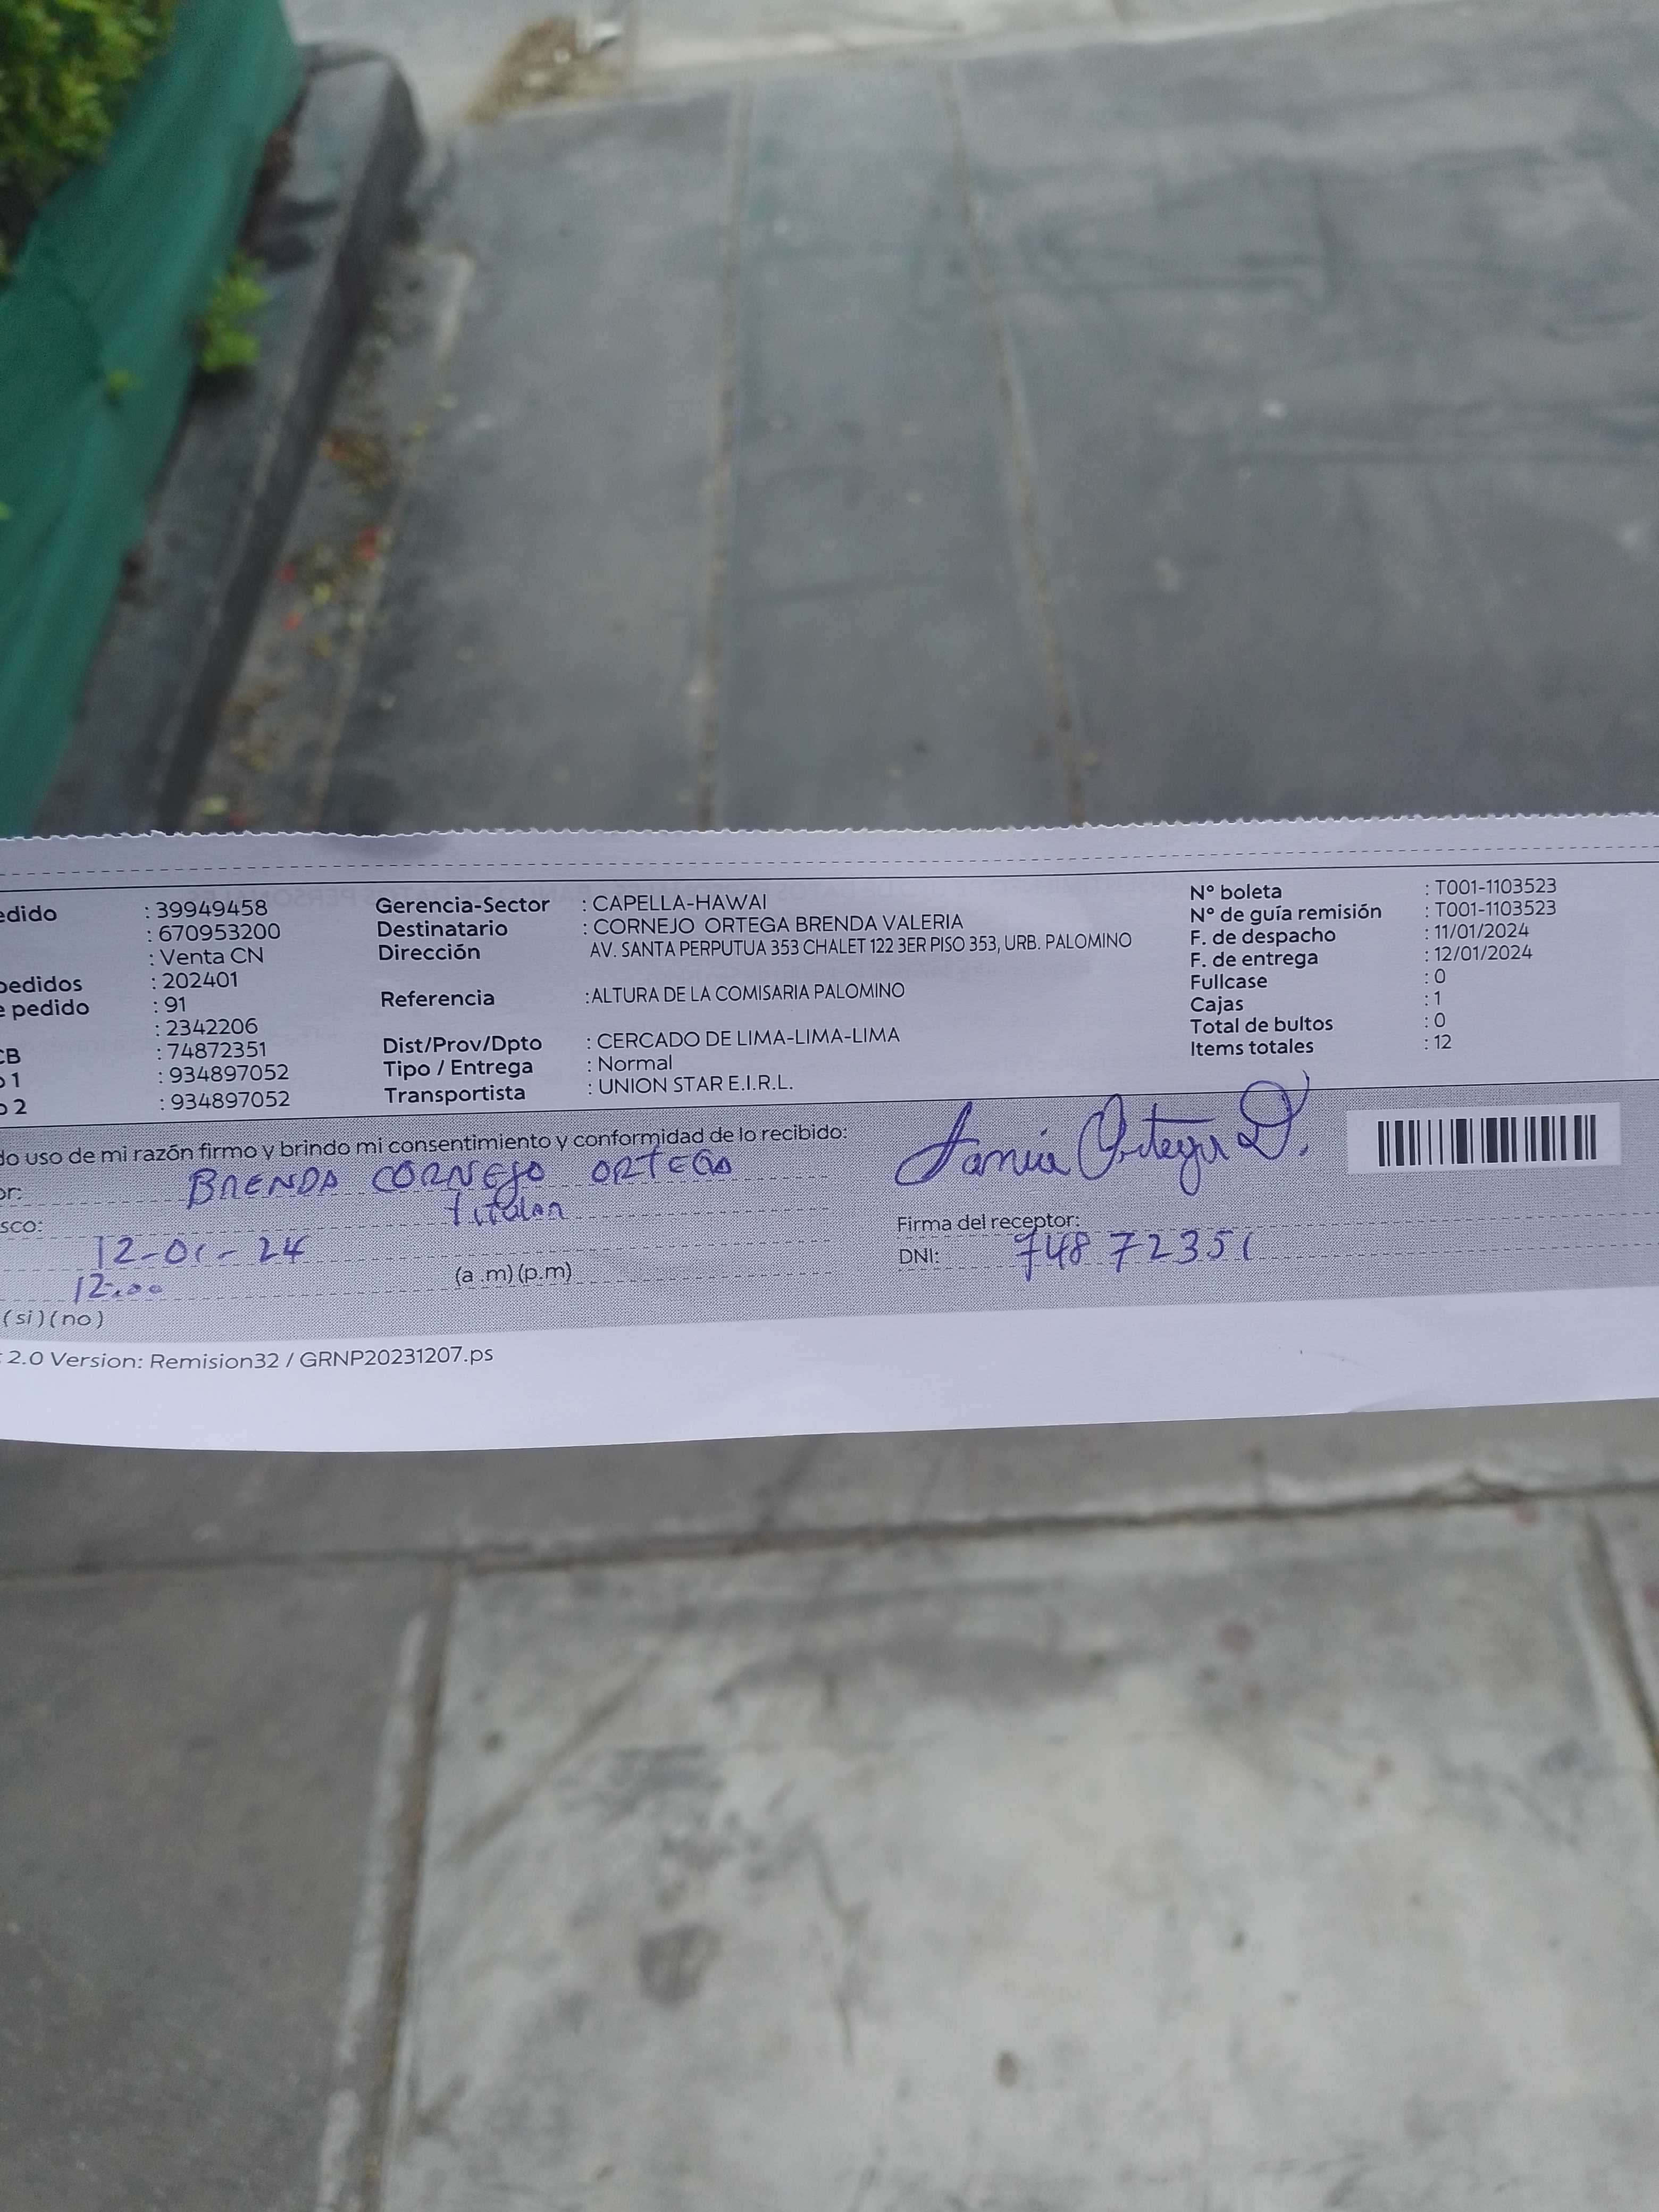 edido : 39949458 Gerencia-Sector : CAPELLA-HAWAI Nº boleta : T001-1103523
: 670953200 Destinatario : CORNEJO ORTEGA BRENDA VALERIA Nº de guía remisión : T001-1103523
: Venta CN Dirección AV. SANTA PERPUTUA 353 CHALET 122 3ER PISO 353, URB. PALOMINO F. de despacho : 11/01/2024
pedidos : 202401 F. de entrega : 12/01/2024
e pedido : 91 Referencia :ALTURA DE LA COMISARIA PALOMINO Fullcase : 0
: 2342206 Cajas : 1
CB : 74872351 Dist/Prov/Dpto : CERCADO DE LIMA-LIMA-LIMA Total de bultos : 0
o 1 : 934897052 Tipo / Entrega : Normal Items totales : 12
o 2 : 934897052 Transportista : UNION STAR E.I.R.L.
do uso de mi razón firmo y brindo mi consentimiento y conformidad de lo recibido:
or: BRENDA CORNEJO ORTEGA Ortega D.
sco: titular Firma del receptor:
12-01-24 DNI: 74872351
12:00 (a .m) (p.m)
(si) (no)
2.0 Version: Remision32 / GRNP20231207.ps